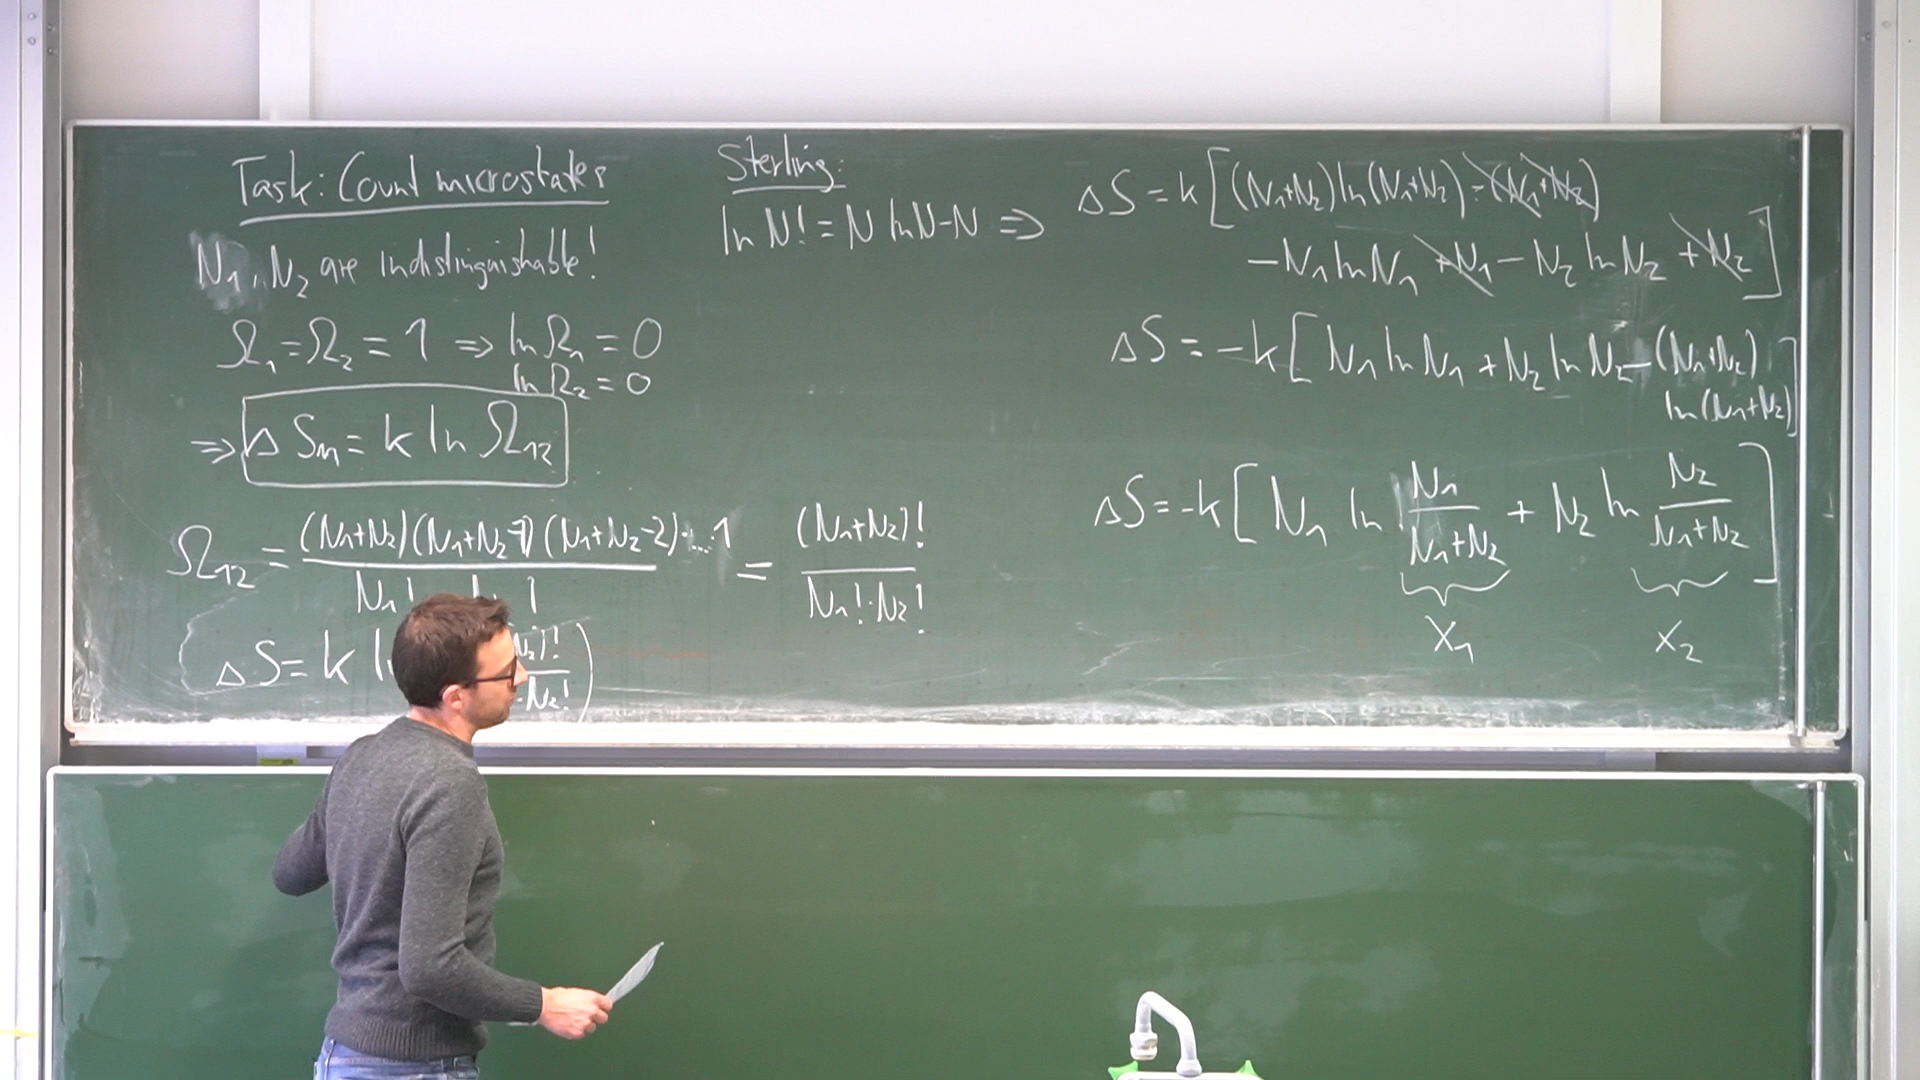 Task: Count microstates
N₁, N₂ are indistinguishable!
Ω₁ = Ω₂ = 1 ⇒ ln Ω₁ = 0
ln Ω₂ = 0
⇒ Δ Sₘ = k ln Ω₁₂
Ω₁₂ = (N₁+N₂)(N₁+N₂-1)(N₁+N₂-2)·...·1 / N₁! ! = (N₁+N₂)! / N₁!·N₂!
ΔS = k N₂)! / ·N₂! )
Sterling:
ln N! = N ln N - N ⇒
ΔS = k [ (N₁+N₂) ln (N₁+N₂) - (N₁+N₂)
- N₁ ln N₁ + N₁ - N₂ ln N₂ + N₂ ]
ΔS = - k [ N₁ ln N₁ + N₂ ln N₂ - (N₁+N₂)
ln (N₁+N₂) ]
ΔS = - k [ N₁ ln N₁ / N₁+N₂ + N₂ ln N₂ / N₁+N₂ ]
x₁ x₂